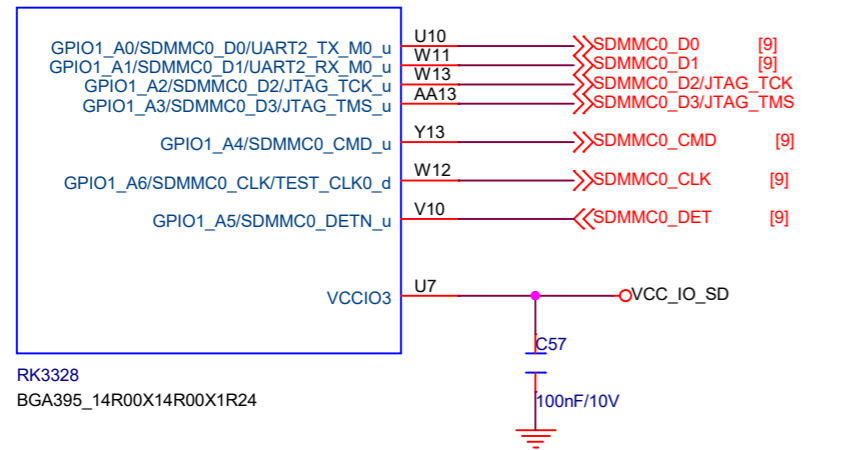 GPIO1_A0/SDMMC0_D0/UART2_TX_M0_u U10 SDMMC0_D0 [9]
GPIO1_A1/SDMMC0_D1/UART2_RX_M0_u W11 SDMMC0_D1 [9]
GPIO1_A2/SDMMC0_D2/JTAG_TCK_u W13 SDMMC0_D2/JTAG_TCK
GPIO1_A3/SDMMC0_D3/JTAG_TMS_u AA13 SDMMC0_D3/JTAG_TMS
GPIO1_A4/SDMMC0_CMD_u Y13 SDMMC0_CMD [9]
GPIO1_A6/SDMMC0_CLK/TEST_CLK0_d W12 SDMMC0_CLK [9]
GPIO1_A5/SDMMC0_DETN_u V10 SDMMC0_DET [9]
VCCIO3 U7 VCC_IO_SD
C57
100nF/10V
RK3328
BGA395_14R00X14R00X1R24